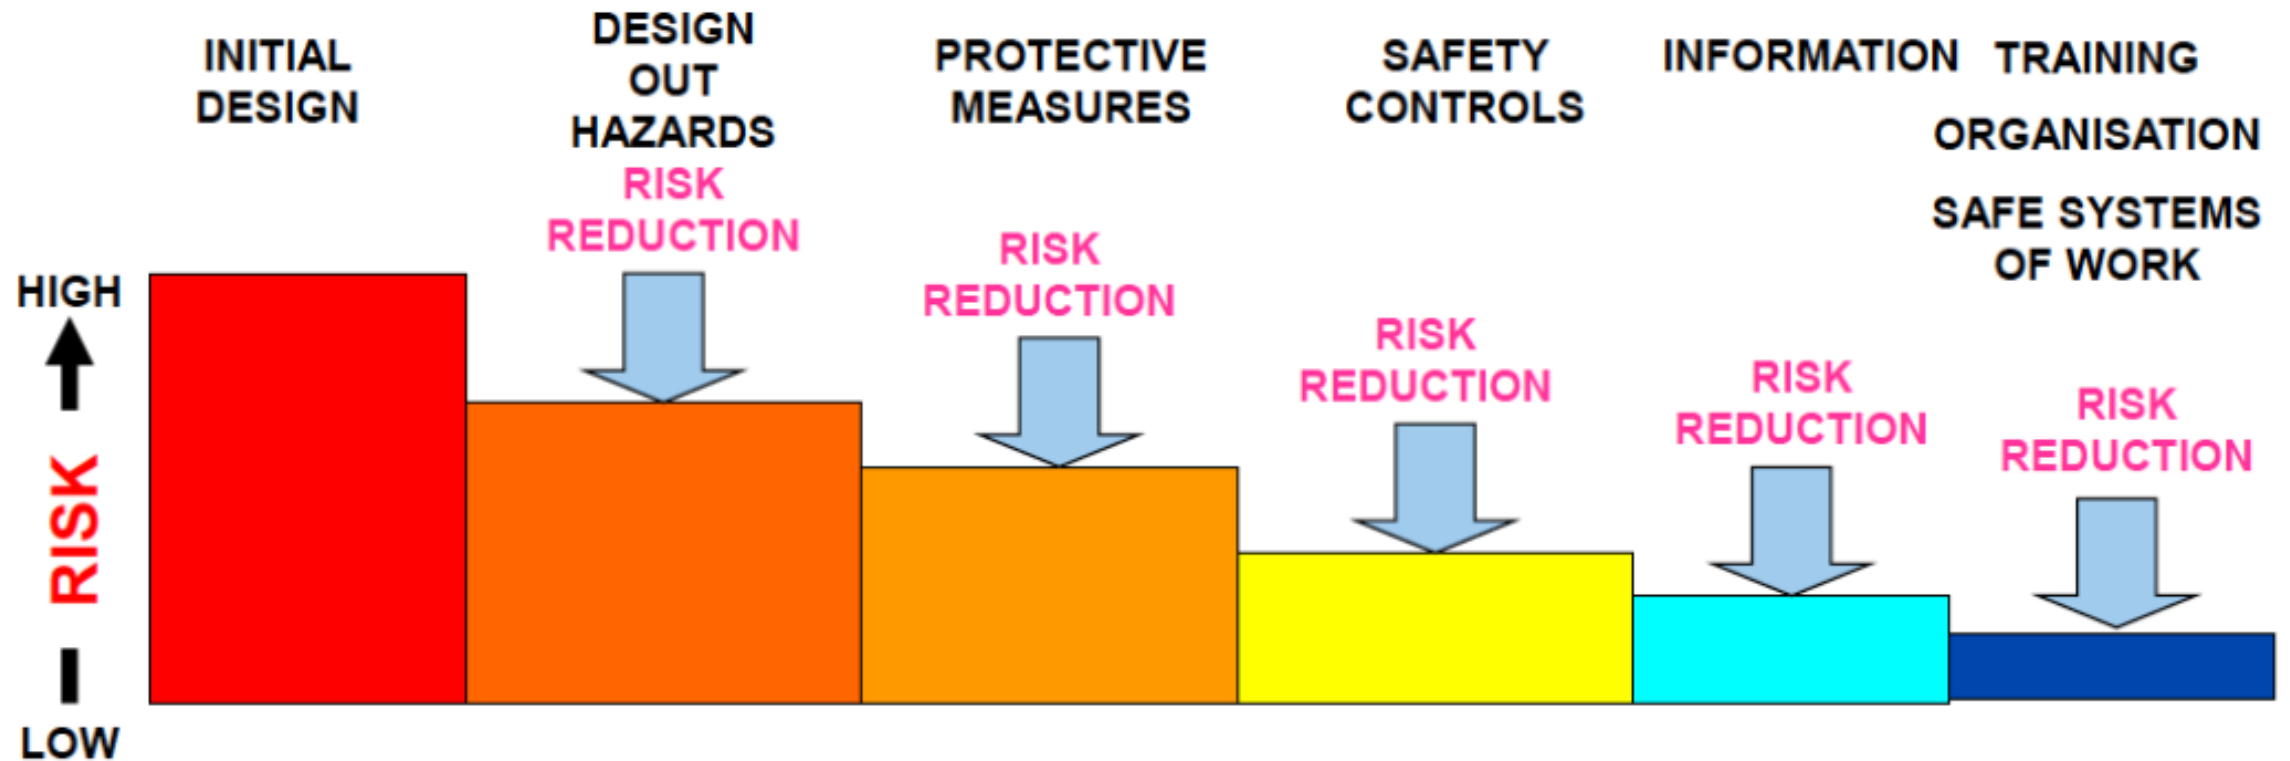 INITIAL
DESIGN
DESIGN
OUT
HAZARDS
RISK
REDUCTION
PROTECTIVE
MEASURES
RISK
REDUCTION
SAFETY
CONTROLS
RISK
REDUCTION
INFORMATION
RISK
REDUCTION
TRAINING
ORGANISATION
SAFE SYSTEMS
OF WORK
RISK
REDUCTION
HIGH
RISK
LOW